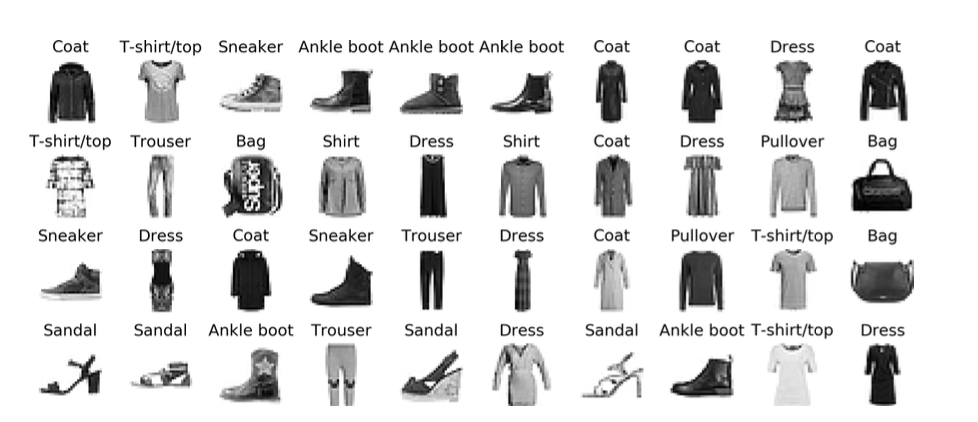 Coat T-shirt/top Sneaker Ankle boot Ankle boot Ankle boot Coat Coat Dress Coat
T-shirt/top Trouser Bag Shirt Dress Shirt Coat Dress Pullover Bag
Super
Sneaker Dress Coat Sneaker Trouser Dress Coat Pullover T-shirt/top Bag
Sandal Sandal Ankle boot Trouser Sandal Dress Sandal Ankle boot T-shirt/top Dress